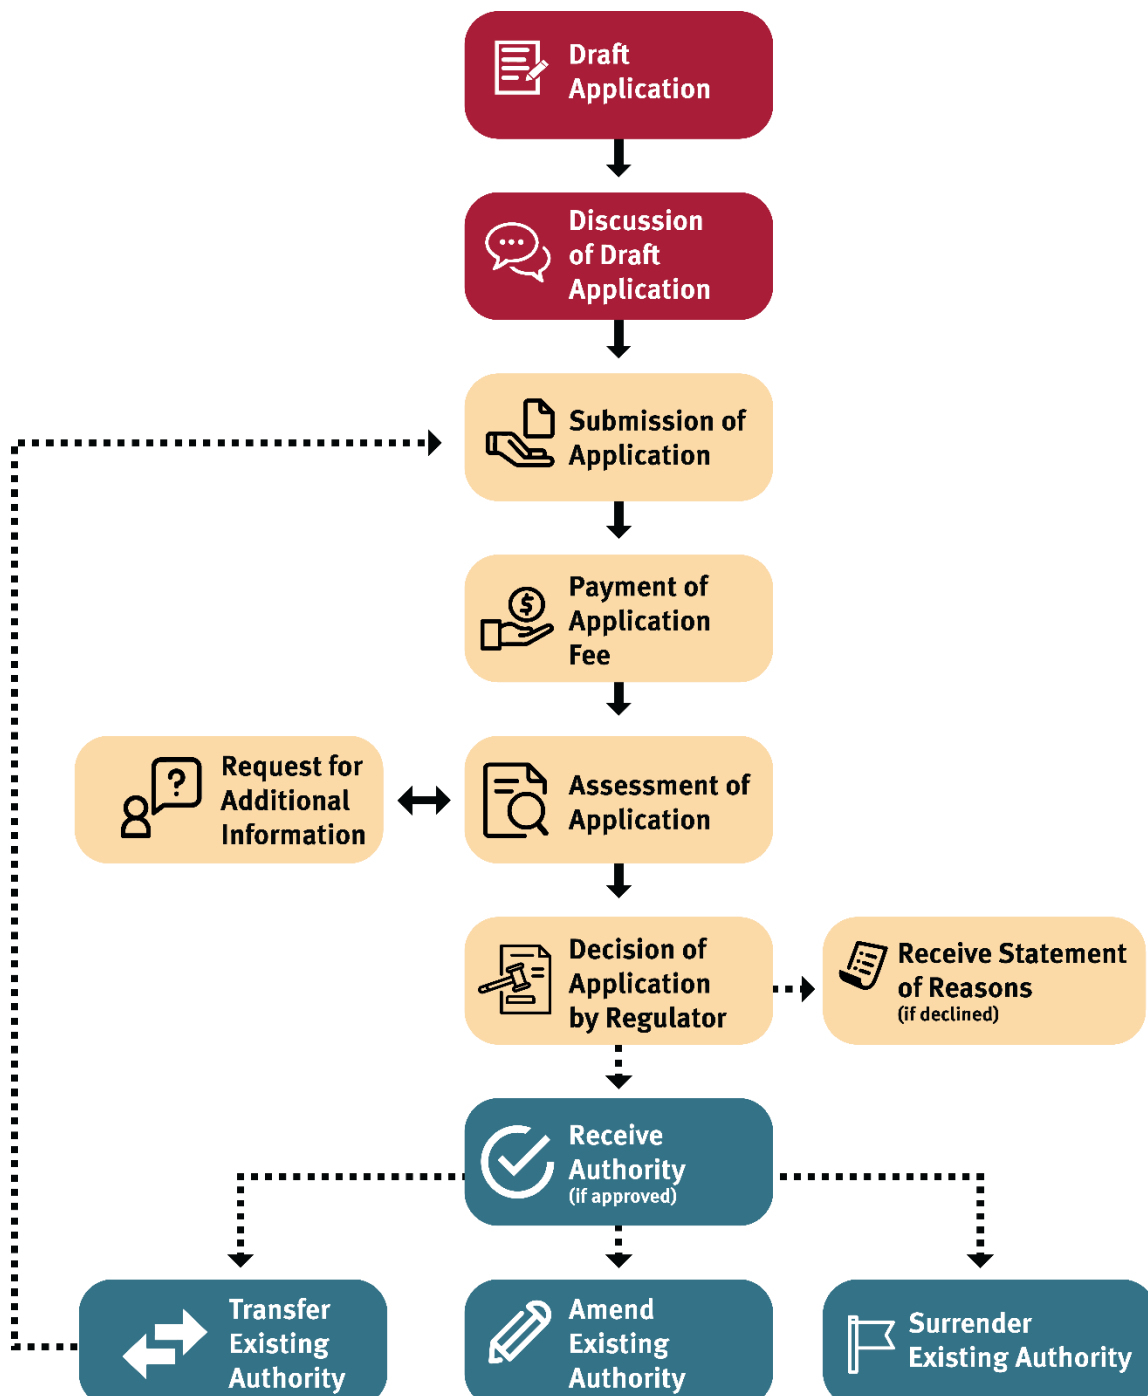 Draft
Application
Discussion
of Draft
Application
Submission of
Application
$
Payment of
Application
Fee
?
Request for
Additional
Information
Assessment of
Application
Decision of
Application
by Regulator
Receive Statement
of Reasons
(if declined)
Receive
Authority
(if approved)
Transfer
Existing
Authority
Amend
Existing
Authority
Surrender
Existing Authority